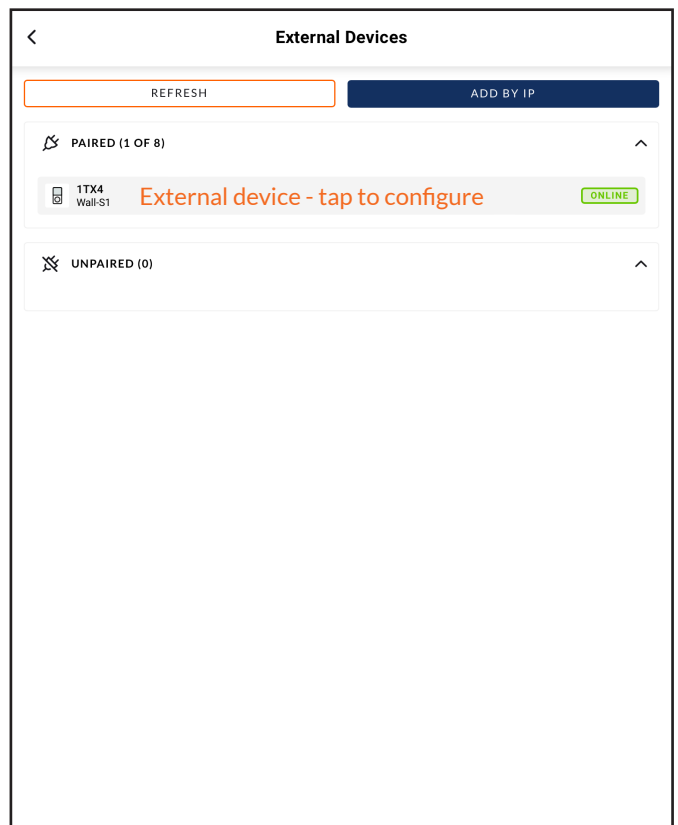 External Devices
REFRESH
ADD BY IP
PAIRED (1 OF 8)
1TX4
Wall-S1
External device - tap to configure
ONLINE
UNPAIRED (0)